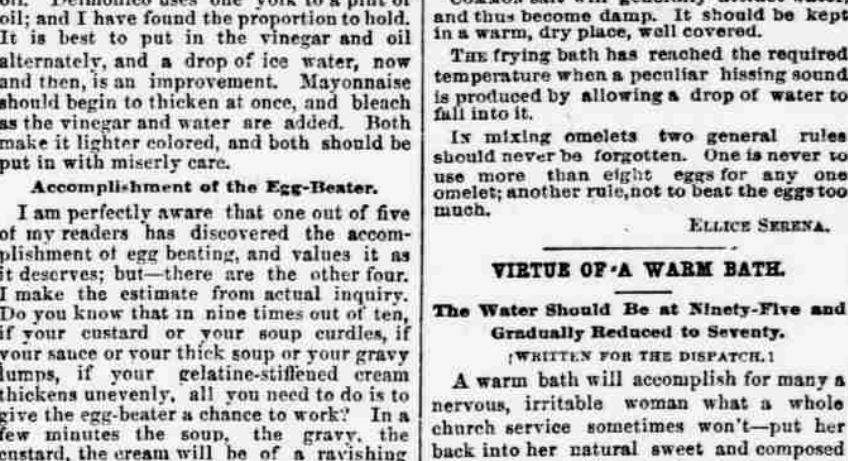 oil; and I have found the proportion to hold.
It is best to put in the vinegar and oil
alternately, and a drop of ice water, now
and then, is an improvement. Mayonnaise
should begin to thicken at once, and bleach
as the vinegar and water are added. Both
make it lighter colored, and both should be
put in with miserly care.
Accomplishment of the Egg-Beater.
I am perfectly aware that one out of five
of my readers has discovered the accom-
plishment of egg beating, and values it as
it deserves; but—there are the other four.
I make the estimate from actual inquiry.
Do you know that in nine times out of ten,
if your custard or your soup curdles, if
your sauce or your thick soup or your gravy
lumps, if your gelatine-stiffened cream
thickens unevenly, all you need to do is to
give the egg-beater a chance to work? In a
few minutes the soup, the gravy, the
custard, the cream will be of a ravishing
and thus become damp. It should be kept
in a warm, dry place, well covered.
THE frying bath has reached the required
temperature when a peculiar hissing sound
is produced by allowing a drop of water to
fall into it.
IN mixing omelets two general rules
should never be forgotten. One is never to
use more than eight eggs for any one
omelet; another rule, not to beat the eggs too
much.
ELLICE SERENA.
VIRTUE OF A WARM BATH.
The Water Should Be at Ninety-Five and
Gradually Reduced to Seventy.
[WRITTEN FOR THE DISPATCH.]
A warm bath will accomplish for many a
nervous, irritable woman what a whole
church service sometimes won't—put her
back into her natural sweet and composed